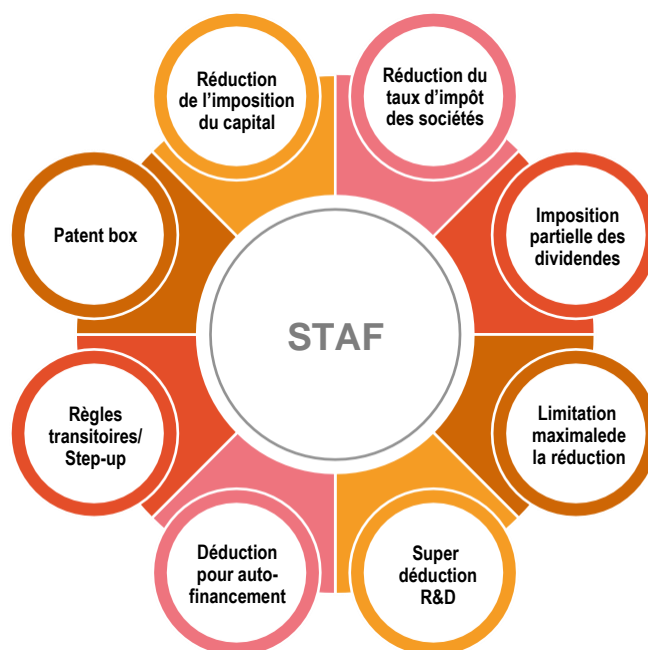 Réduction
de l'imposition
du capital
Réduction du
taux d'impôt
des sociétés
Patent box
Imposition
partielle des
dividendes
STAF
Règles
transitoires/
Step-up
Limitation
maximalede
la réduction
Déduction
pour auto-
financement
Super
déduction
R&D